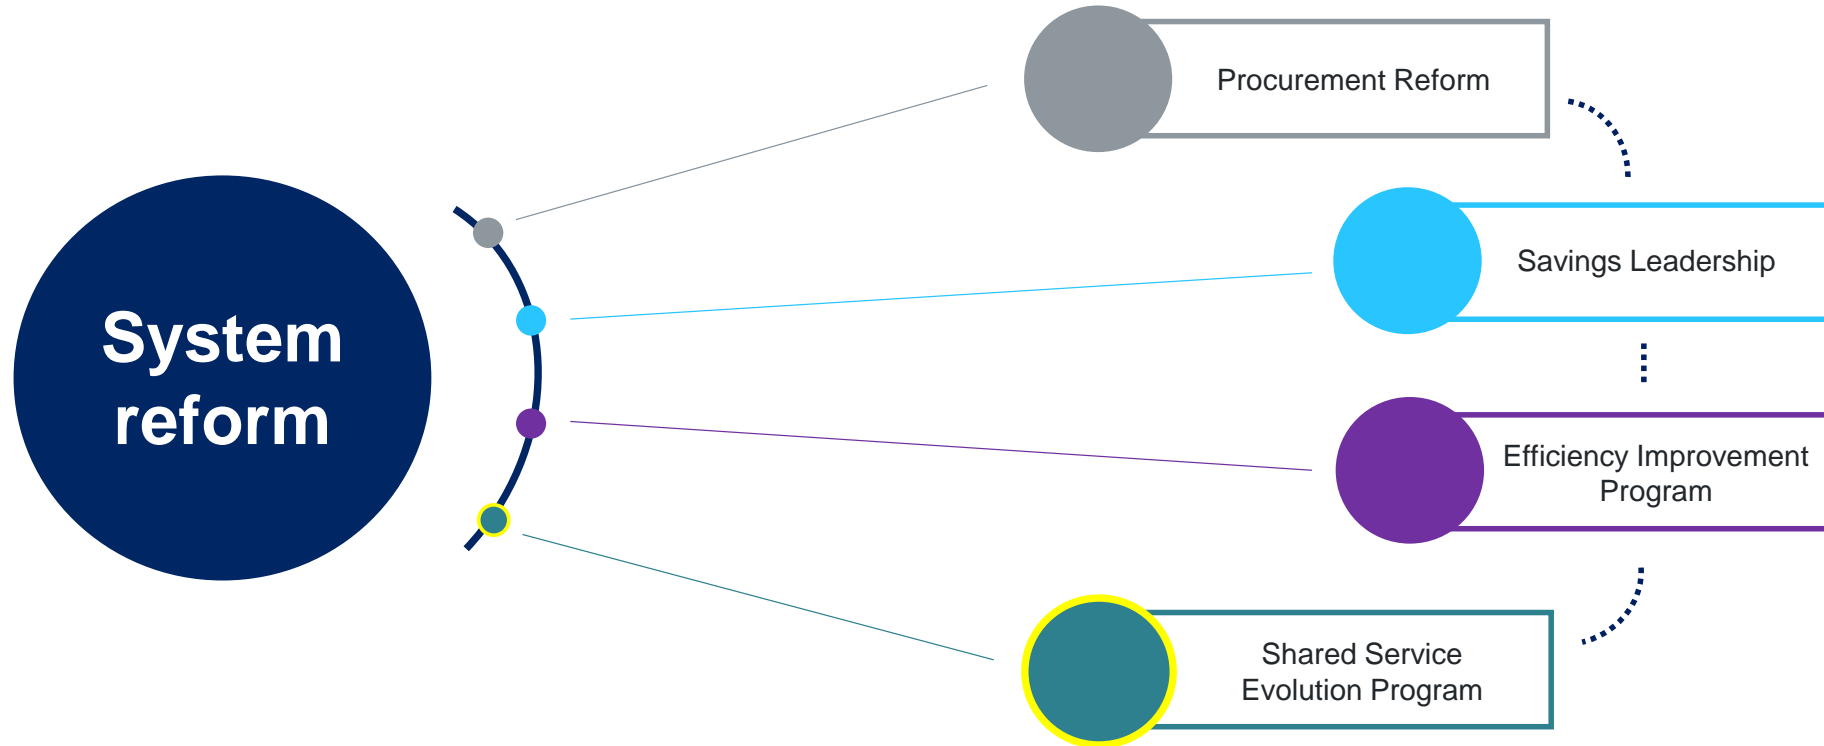 System
reform
Procurement Reform
Savings Leadership
Efficiency Improvement
Program
Shared Service
Evolution Program